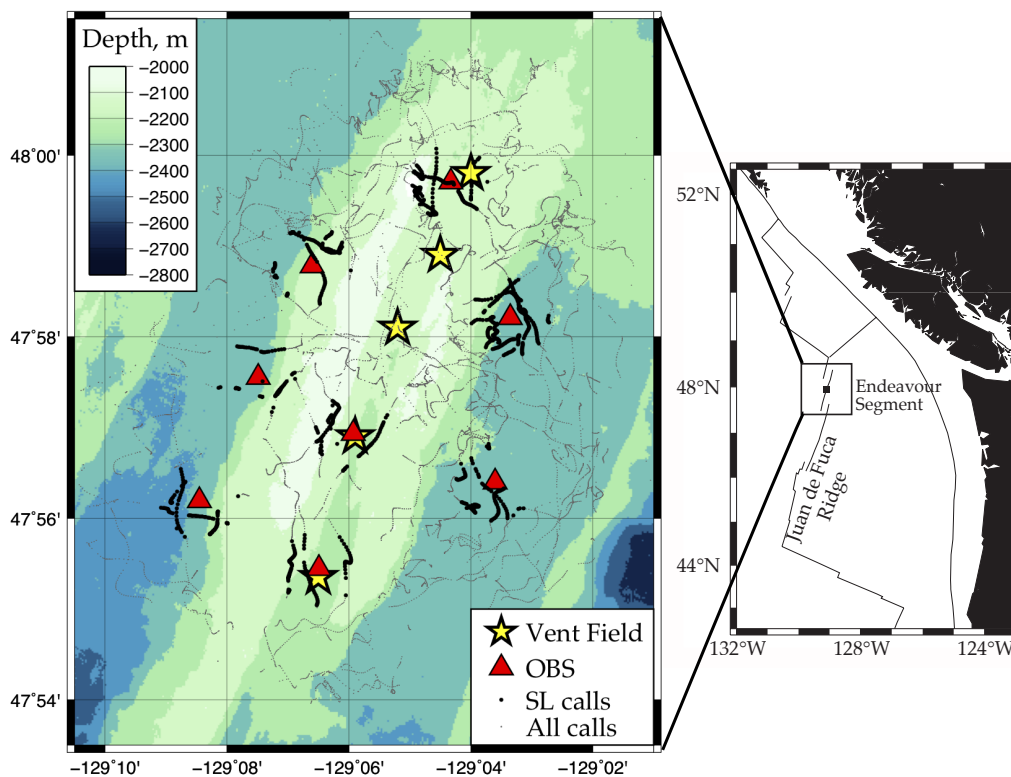 Depth, m
−2000
−2100
−2200
−2300
−2400
−2500
−2600
−2700
−2800
48˚00'
47˚58'
47˚56'
47˚54'
−129˚10'
−129˚08'
−129˚06'
−129˚04'
−129˚02'
Vent Field
OBS
SL calls
All calls
52°N
48°N
44°N
132°W
128°W
124°W
Endeavour
Segment
Juan de Fuca
Ridge